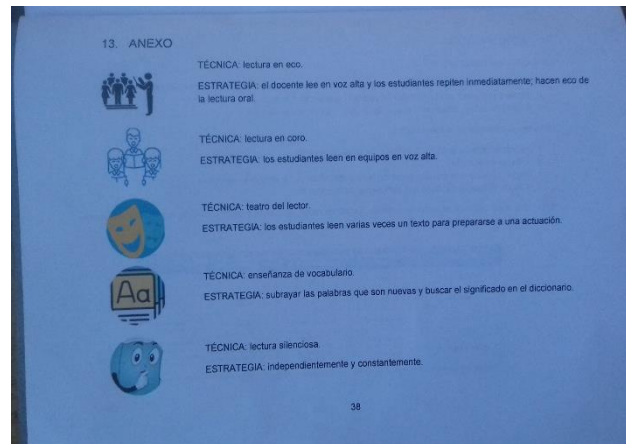 13. ANEXO
TÉCNICA: lectura en eco.
ESTRATEGIA: el docente lee en voz alta y los estudiantes repiten inmediatamente; hacen eco de
la lectura oral.
TÉCNICA: lectura en coro.
ESTRATEGIA: los estudiantes leen en equipos en voz alta.
TÉCNICA: teatro del lector.
ESTRATEGIA: los estudiantes leen varias veces un texto para prepararse a una actuación.
Aa
TÉCNICA: enseñanza de vocabulario.
ESTRATEGIA: subrayar las palabras que son nuevas y buscar el significado en el diccionario.
TÉCNICA: lectura silenciosa.
ESTRATEGIA: independientemente y constantemente.
38